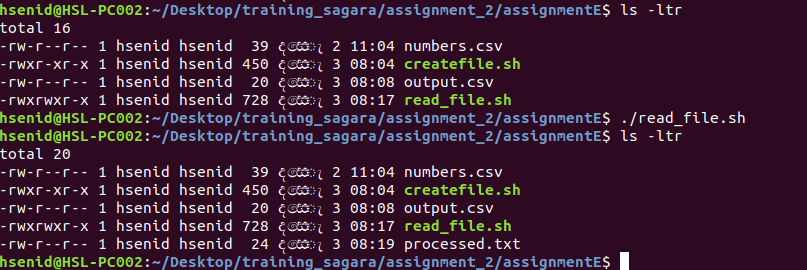 hsenid@HSL-PC002:~/Desktop/training_sagara/assignment_2/assignmentE$ ls -ltr
total 16
-rw-r--r-- 1 hsenid hsenid  39 දෙසැ 2 11:04 numbers.csv
-rwxr-xr-x 1 hsenid hsenid 450 දෙසැ 3 08:04 createfile.sh
-rw-r--r-- 1 hsenid hsenid  20 දෙසැ 3 08:08 output.csv
-rwxrwxr-x 1 hsenid hsenid 728 දෙසැ 3 08:17 read_file.sh
hsenid@HSL-PC002:~/Desktop/training_sagara/assignment_2/assignmentE$ ./read_file.sh
hsenid@HSL-PC002:~/Desktop/training_sagara/assignment_2/assignmentE$ ls -ltr
total 20
-rw-r--r-- 1 hsenid hsenid  39 දෙසැ 2 11:04 numbers.csv
-rwxr-xr-x 1 hsenid hsenid 450 දෙසැ 3 08:04 createfile.sh
-rw-r--r-- 1 hsenid hsenid  20 දෙසැ 3 08:08 output.csv
-rwxrwxr-x 1 hsenid hsenid 728 දෙසැ 3 08:17 read_file.sh
-rw-r--r-- 1 hsenid hsenid  24 දෙසැ 3 08:19 processed.txt
hsenid@HSL-PC002:~/Desktop/training_sagara/assignment_2/assignmentE$